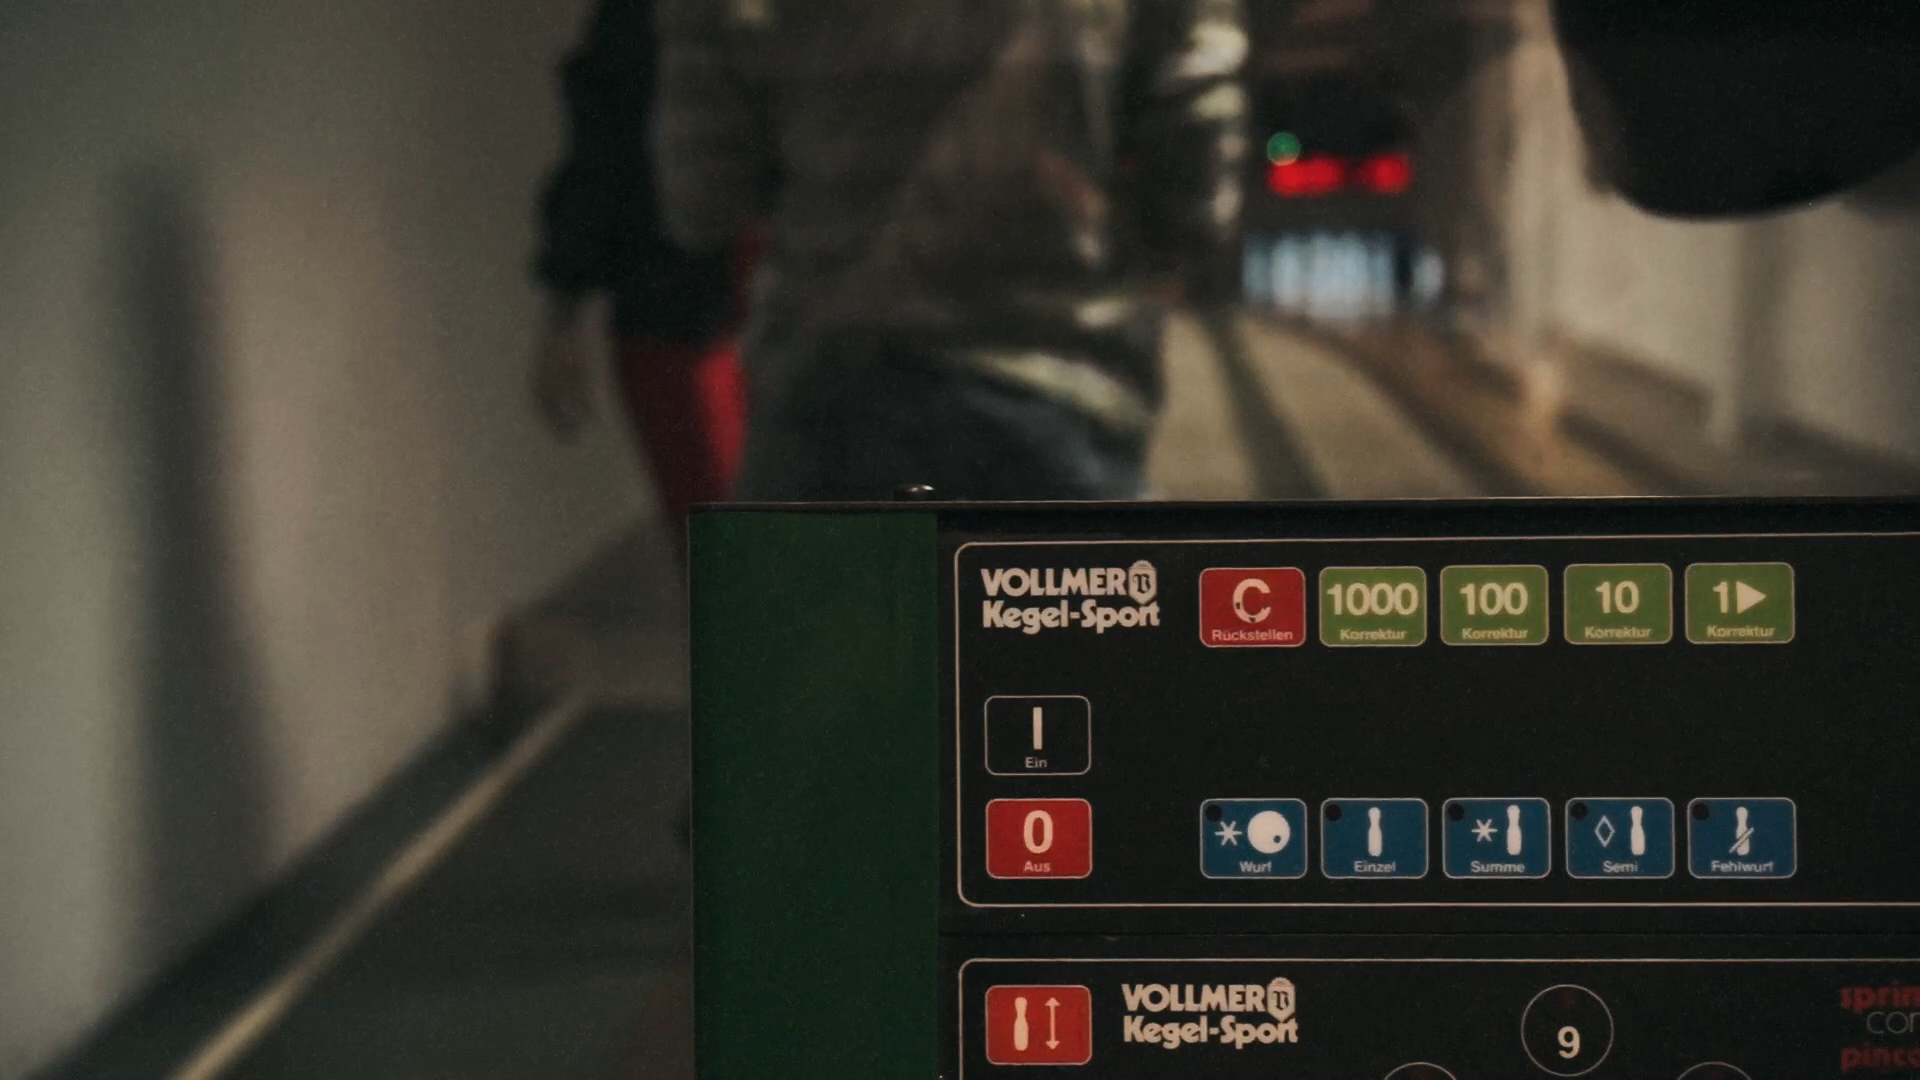 VOLLMER
Kegel-Sport
C
Rückstellen
1000
Korrektur
100
Korrektur
10
Korrektur
1
Korrektur
I
Ein
0
Aus
Wurf
Einzel
Summe
Semi
Fehlwurf
VOLLMER
Kegel-Sport
9